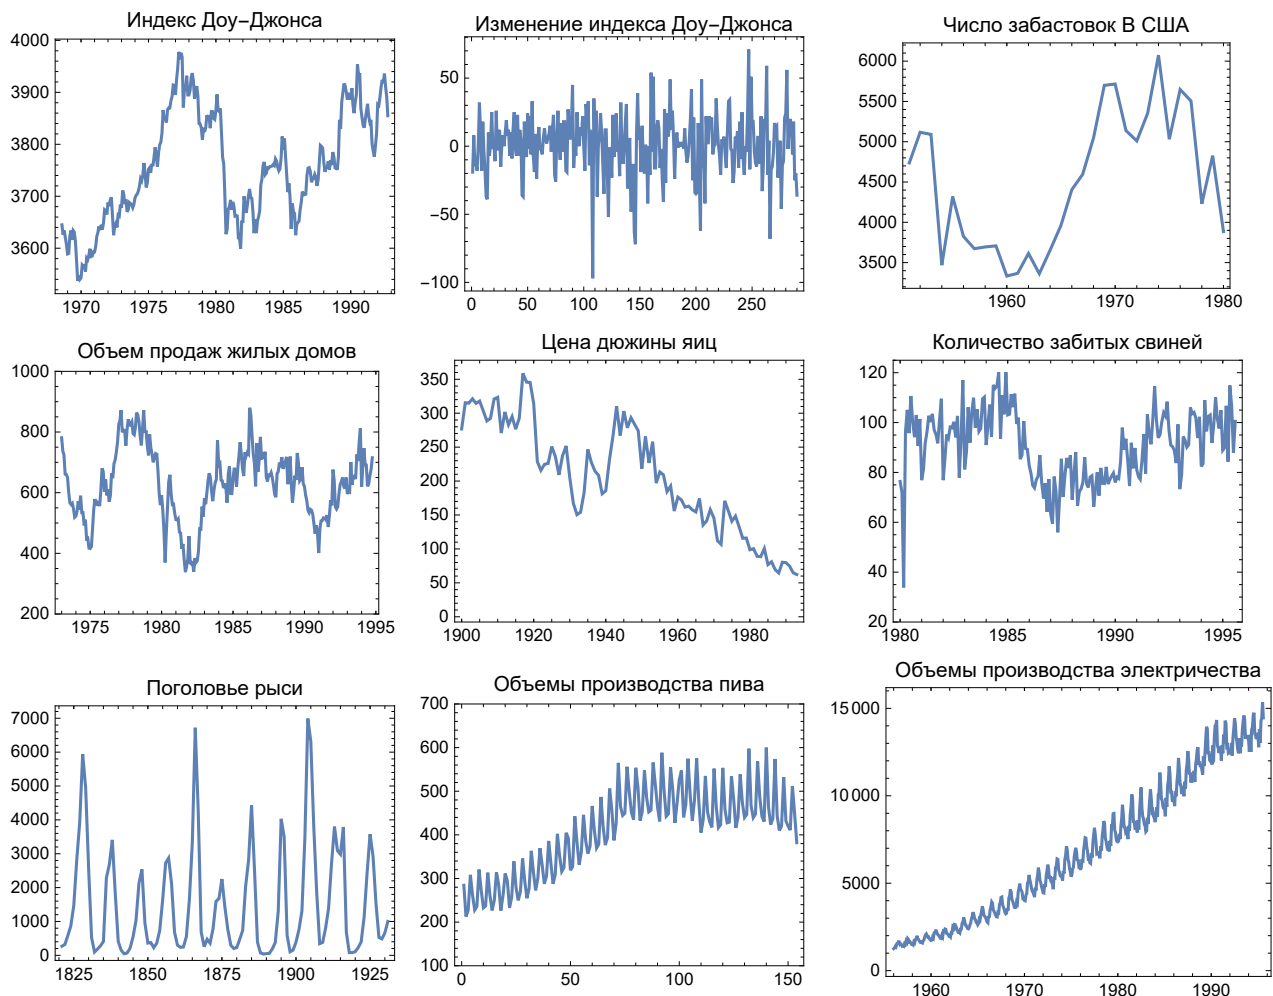 Индекс Доу–Джонса
4000
3900
3800
3700
3600
1970 1975 1980 1985 1990
Изменение индекса Доу–Джонса
50
0
−50
−100
0 50 100 150 200 250
Число забастовок В США
6000
5500
5000
4500
4000
3500
1960 1970 1980
Объем продаж жилых домов
1000
800
600
400
200
1975 1980 1985 1990 1995
Цена дюжины яиц
350
300
250
200
150
100
50
0
1900 1920 1940 1960 1980
Количество забитых свиней
120
100
80
60
40
20
1980 1985 1990 1995
Поголовье рыси
7000
6000
5000
4000
3000
2000
1000
0
1825 1850 1875 1900 1925
Объемы производства пива
700
600
500
400
300
200
100
0 50 100 150
Объемы производства электричества
15 000
10 000
5000
0
1960 1970 1980 1990